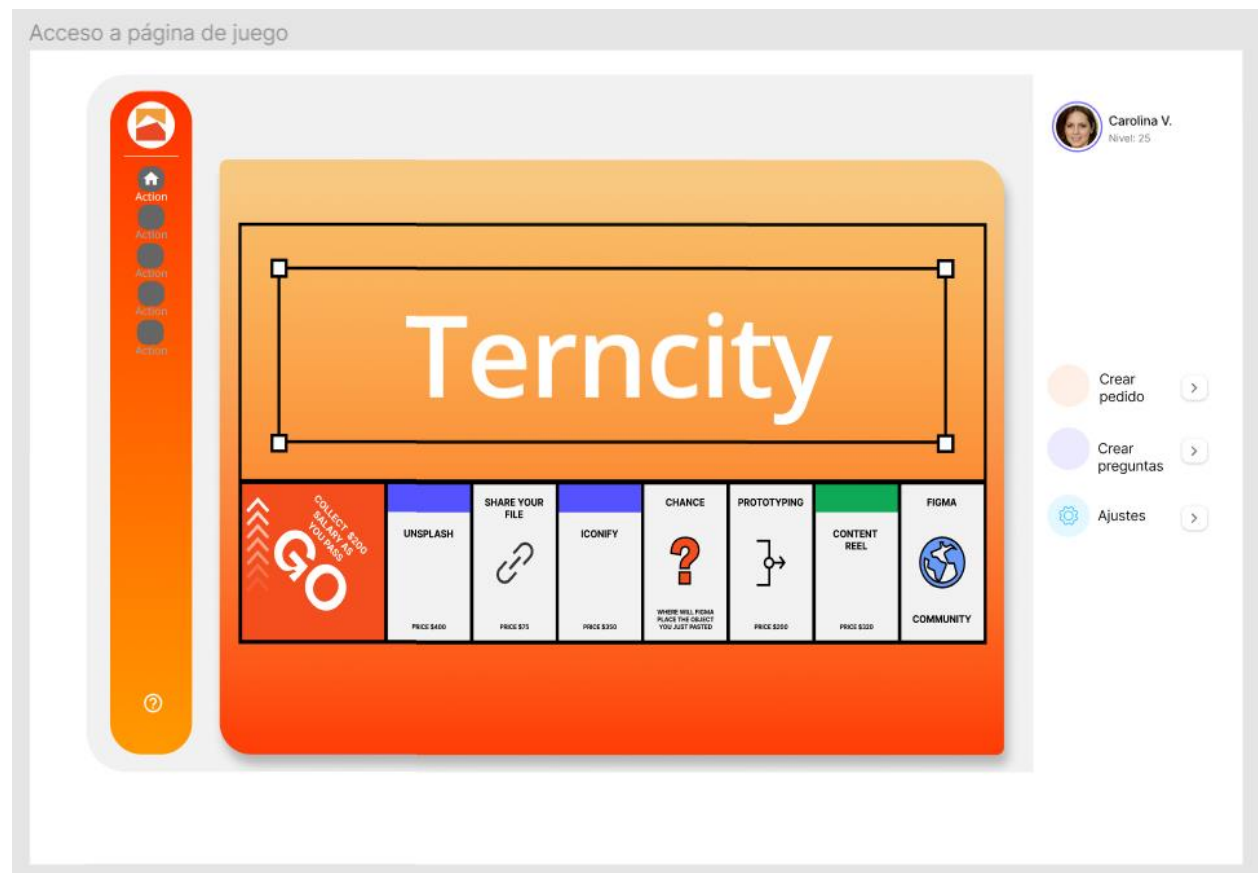 Acceso a página de juego
Action
Action
Action
Action
Action
Carolina V.
Nivel: 25
Terncity
Crear
pedido
Crear
preguntas
Ajustes
COLLECT $200
SALARY AS
YOU PASS
GO
UNSPLASH
PRICE $400
SHARE YOUR
FILE
PRICE $75
ICONIFY
PRICE $350
CHANCE
?
WHERE WILL FIGMA
PLACE THE OBJECT
YOU JUST PASTED
PROTOTYPING
PRICE $200
CONTENT
REEL
PRICE $320
FIGMA
COMMUNITY
?